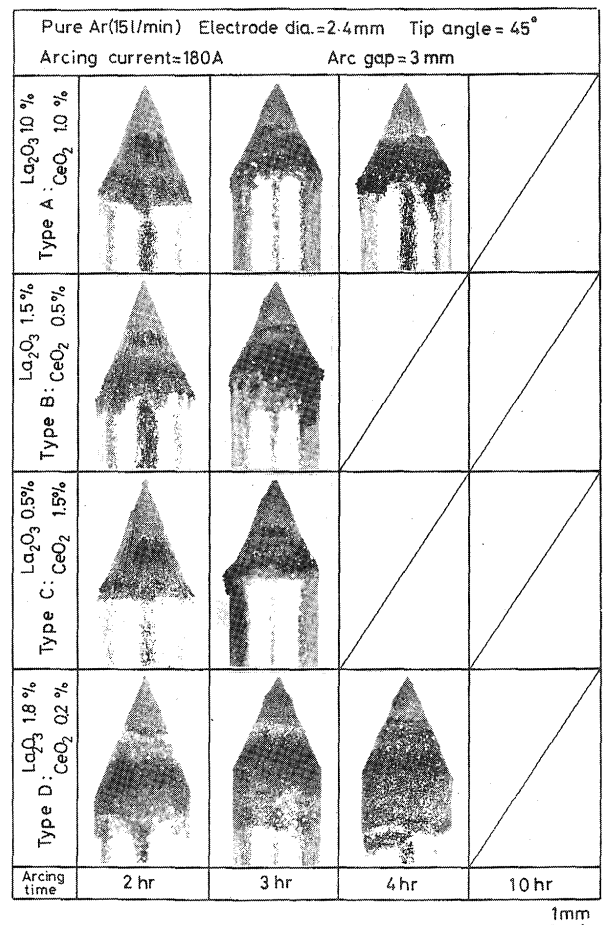 Pure Ar(15l/min) Electrode dia.=2.4mm Tip angle=45°
Arcing current=180A Arc gap=3mm
Type A: La₂O₃ 1.0 %
CeO₂ 1.0 %
Type B: La₂O₃ 1.5%
CeO₂ 0.5%
Type C: La₂O₃ 0.5%
CeO₂ 1.5%
Type D: La₂O₃ 1.8 %
CeO₂ 0.2 %
Arcing
time
2 hr 3 hr 4 hr 10 hr
1mm